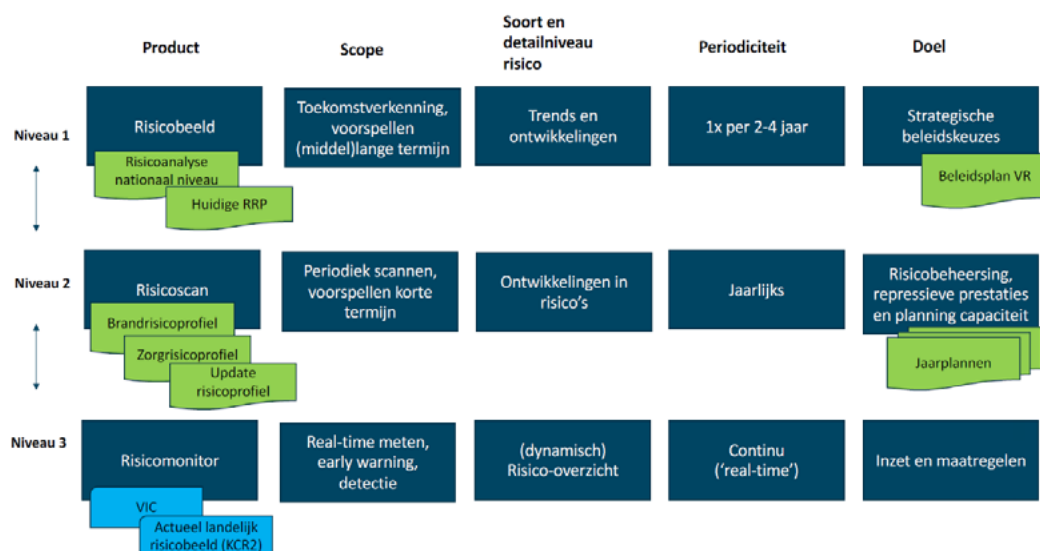 Product
Scope
Soort en
detailniveau
risico
Periodiciteit
Doel
Niveau 1
Risicobeeld
Risicoanalyse
nationaal niveau
Huidige RRP
Toekomstverkenning,
voorspellen
(middel)lange termijn
Trends en
ontwikkelingen
1x per 2-4 jaar
Strategische
beleidskeuzes
Beleidsplan VR
Niveau 2
Risicoscan
Brandrisicoprofiel
Zorgrisicoprofiel
Update
risicoprofiel
Periodiek scannen,
voorspellen korte
termijn
Ontwikkelingen in
risico's
Jaarlijks
Risicobeheersing,
repressieve prestaties
en planning capaciteit
Jaarplannen
Niveau 3
Risicomonitor
VIC
Actueel landelijk
risicobeeld (KCR2)
Real-time meten,
early warning,
detectie
(dynamisch)
Risico-overzicht
Continu
('real-time')
Inzet en maatregelen